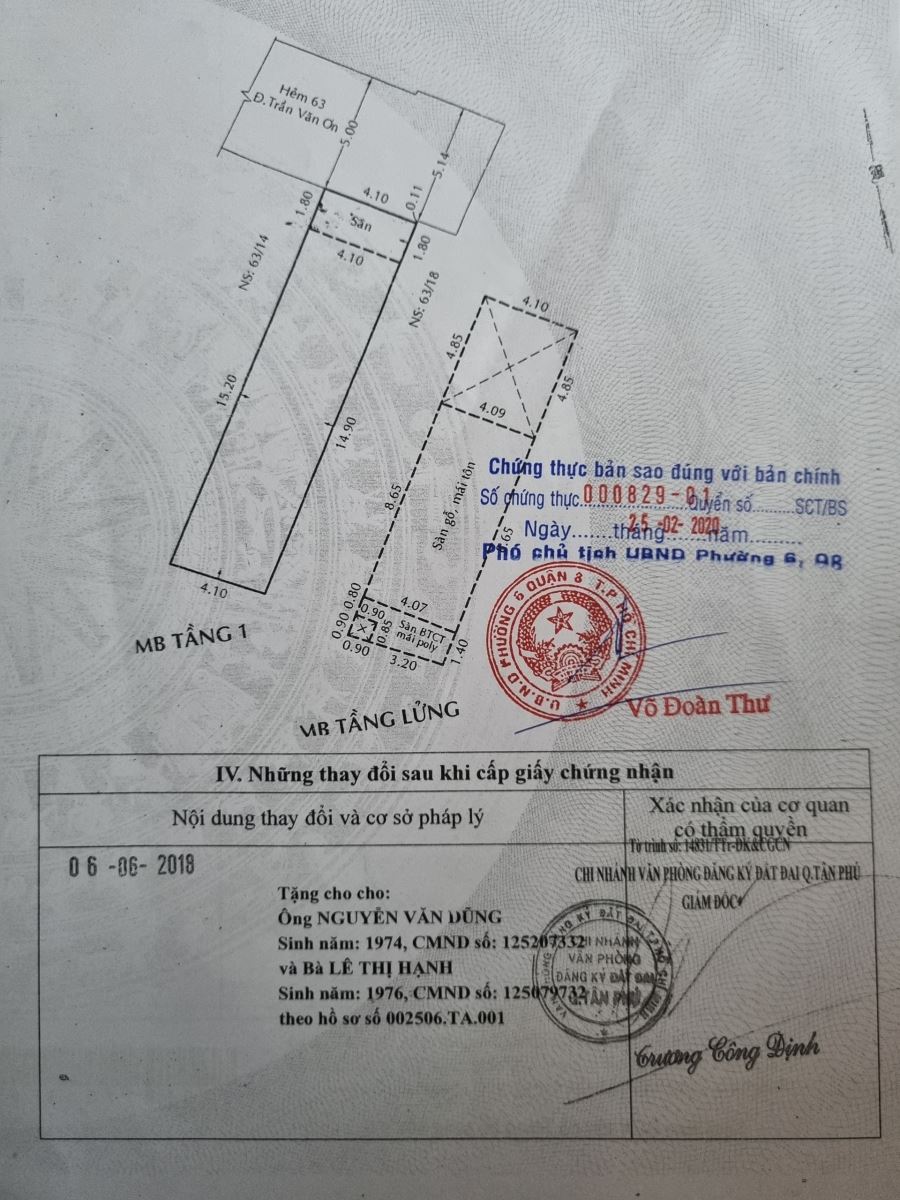 Hẻm 63
Đ. Trần Văn Ơn
5.00
5.14
4.10
0.11
1.80
Sân
1.80
4.10
NS: 63/14
NS: 63/18
15.20
14.90
4.10
MB TẦNG 1
4.10
4.85
4.85
4.09
8.65
Sàn gỗ, mái tôn
.65
0.80
4.07
0.90
0.90
X
0.85
Sàn BTCT
mái poly
0.90
3.20
1.40
MB TẦNG LỬNG
Chứng thực bản sao đúng với bản chính
Số chứng thực 000829-01 Quyển số.........SCT/BS
Ngày.......tháng.......năm..........
25-02-2020
Phó chủ tịch UBND Phường 6, Q8
U.B.N.D PHƯỜNG 6 QUẬN 8 T.P HỒ CHÍ MINH
Võ Đoàn Thư
IV. Những thay đổi sau khi cấp giấy chứng nhận
Nội dung thay đổi và cơ sở pháp lý
Xác nhận của cơ quan
có thẩm quyền
06-06-2018
Tờ trình số: 14831/TTr-ĐK&CGCN
CHI NHÁNH VĂN PHÒNG ĐĂNG KÝ ĐẤT ĐAI Q.TÂN PHÚ
GIÁM ĐỐC
Tặng cho cho:
Ông NGUYỄN VĂN DŨNG
Sinh năm: 1974, CMND số: 125207332
và Bà LÊ THỊ HẠNH
Sinh năm: 1976, CMND số: 125079732
theo hồ sơ số 002506.TA.001
CHI NHÁNH
VĂN PHÒNG
ĐĂNG KÝ ĐẤT ĐAI
Q.TÂN PHÚ
Trương Công Định